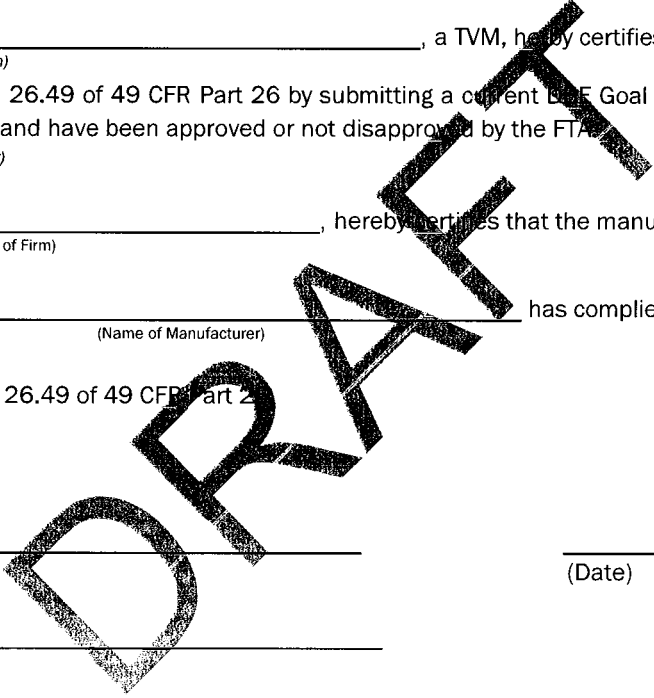 , a TVM, hereby certifies
26.49 of 49 CFR Part 26 by submitting a current DBE Goal
and have been approved or not disapproved by the FTA.
, hereby certifies that the manu
of Firm)
has complie
(Name of Manufacturer)
26.49 of 49 CFR Part 26
(Date)
DRAFT